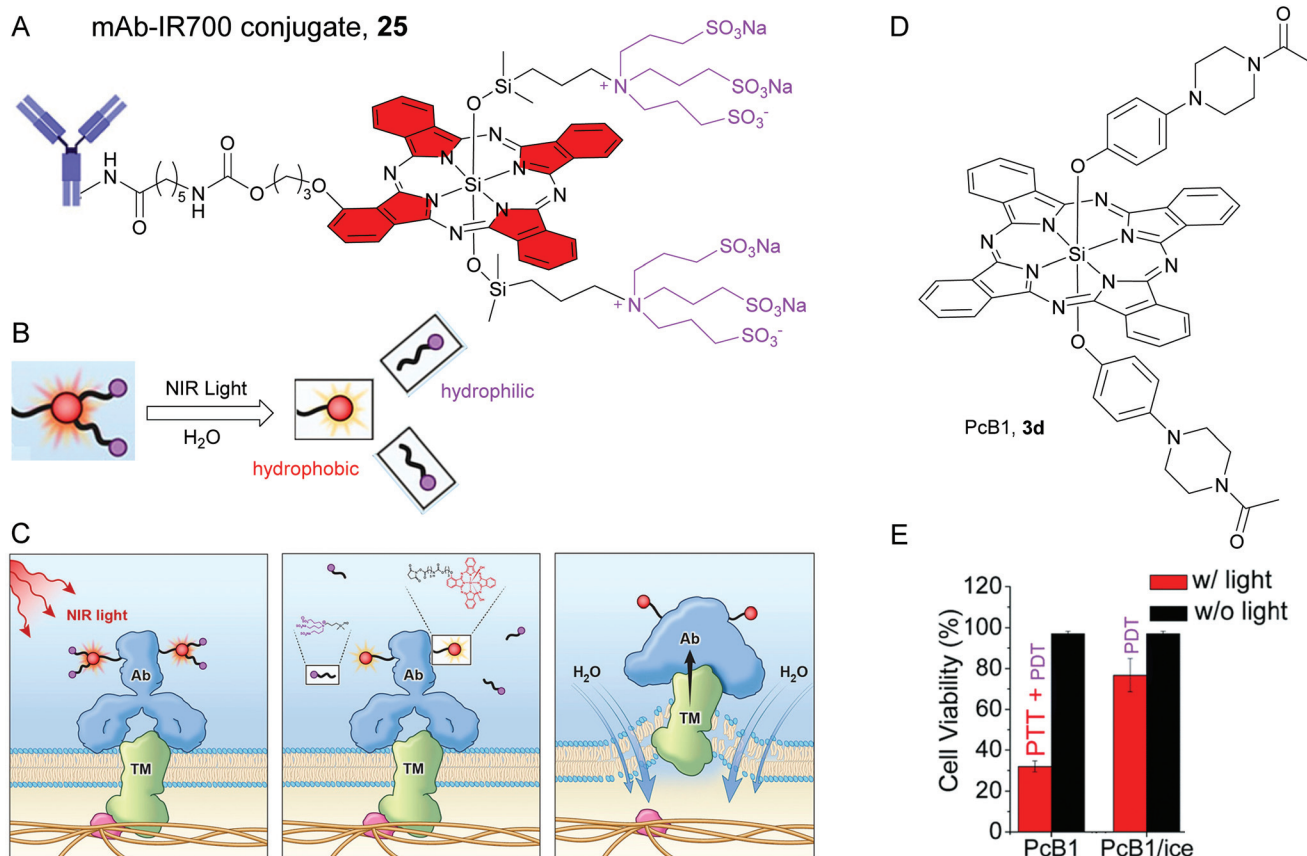 A
mAb-IR700 conjugate, 25
SO3Na
SO3Na
SO3-
N
+
Si
O
H
N
O
( )5
N
H
O
O
( )3
O
N
N
N
N
Si
N
N
N
N
O
Si
N
+
SO3Na
SO3Na
SO3-
B
NIR Light
H2O
hydrophilic
hydrophobic
C
NIR light
Ab
TM
Ab
TM
H2O
Ab
TM
H2O
D
O
N
N
O
N
N
N
N
Si
N
N
N
N
O
N
N
O
PcB1, 3d
E
w/ light
w/o light
Cell Viability (%)
120
100
80
60
40
20
0
PTT + PDT
PDT
PcB1
PcB1/ice